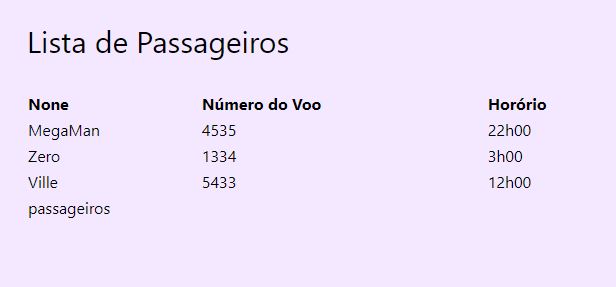 Lista de Passageiros
None Número do Voo Horório
MegaMan 4535 22h00
Zero 1334 3h00
Ville 5433 12h00
passageiros